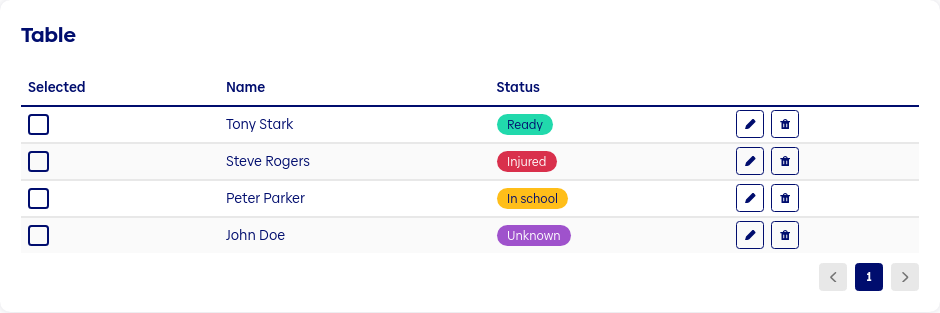 Table
Selected Name Status
Tony Stark Ready
Steve Rogers Injured
Peter Parker In school
John Doe Unknown
1